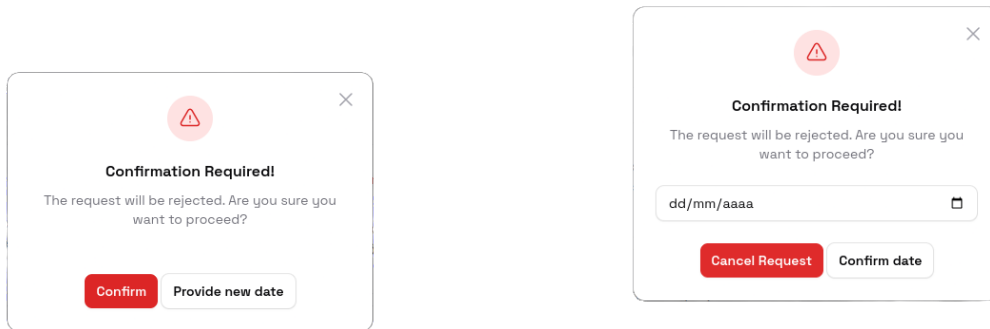 Confirmation Required!
The request will be rejected. Are you sure you
want to proceed?
Confirm
Provide new date
Confirmation Required!
The request will be rejected. Are you sure you
want to proceed?
dd/mm/aaaa
Cancel Request
Confirm date